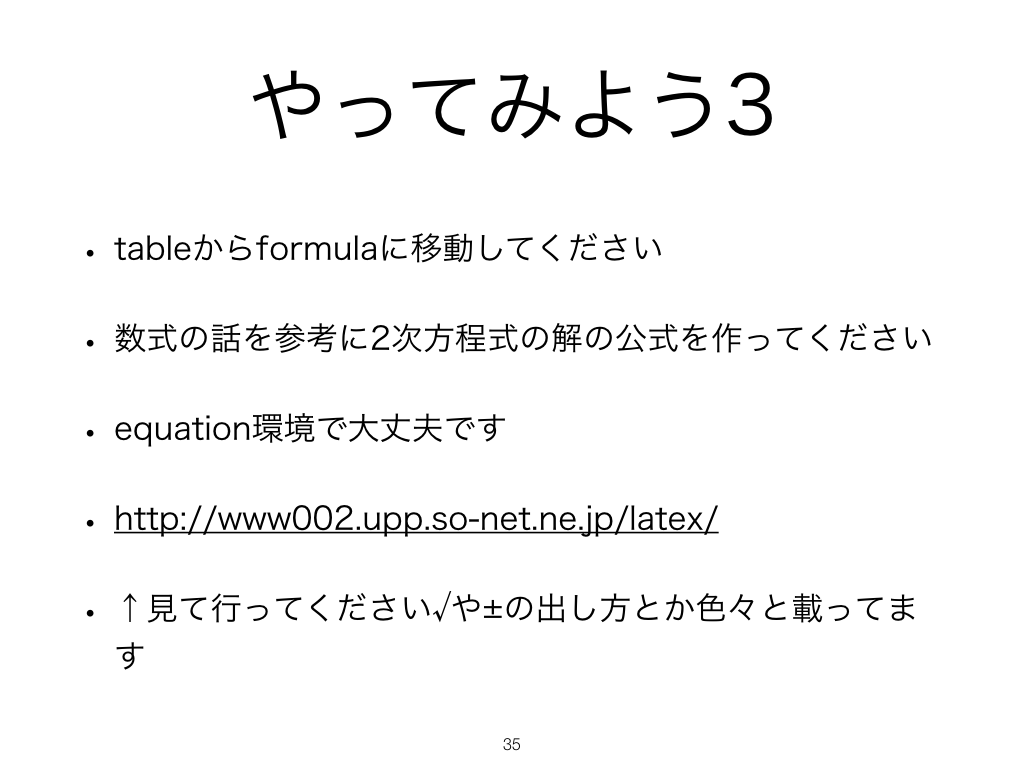 やってみよう3
• tableからformulaに移動してください
• 数式の話を参考に2次方程式の解の公式を作ってください
• equation環境で大丈夫です
• http://www002.upp.so-net.ne.jp/latex/
• ↑見て行ってください√や±の出し方とか色々と載ってま
す
35